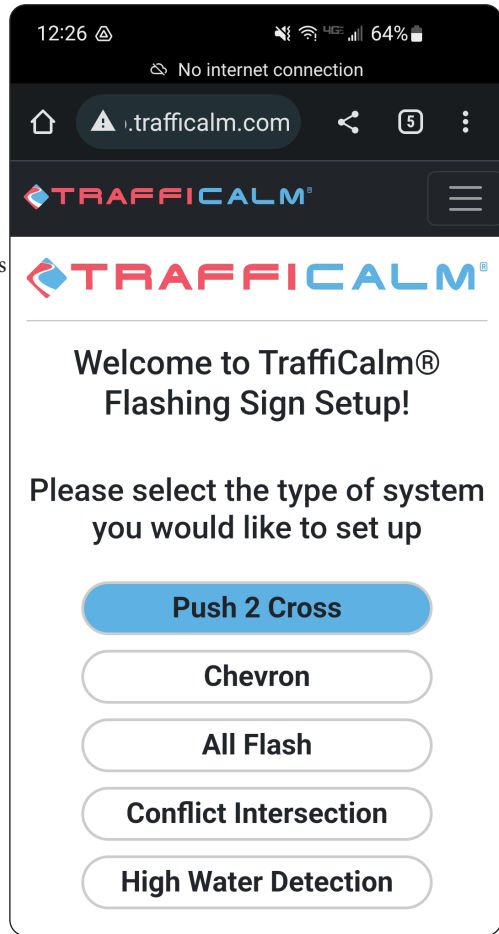 12:26 4GE 64%
No internet connection
).trafficalm.com 5
TRAFFICALM®
s
TRAFFICALM®
Welcome to TraffiCalm®
Flashing Sign Setup!
Please select the type of system
you would like to set up
Push 2 Cross
Chevron
All Flash
Conflict Intersection
High Water Detection